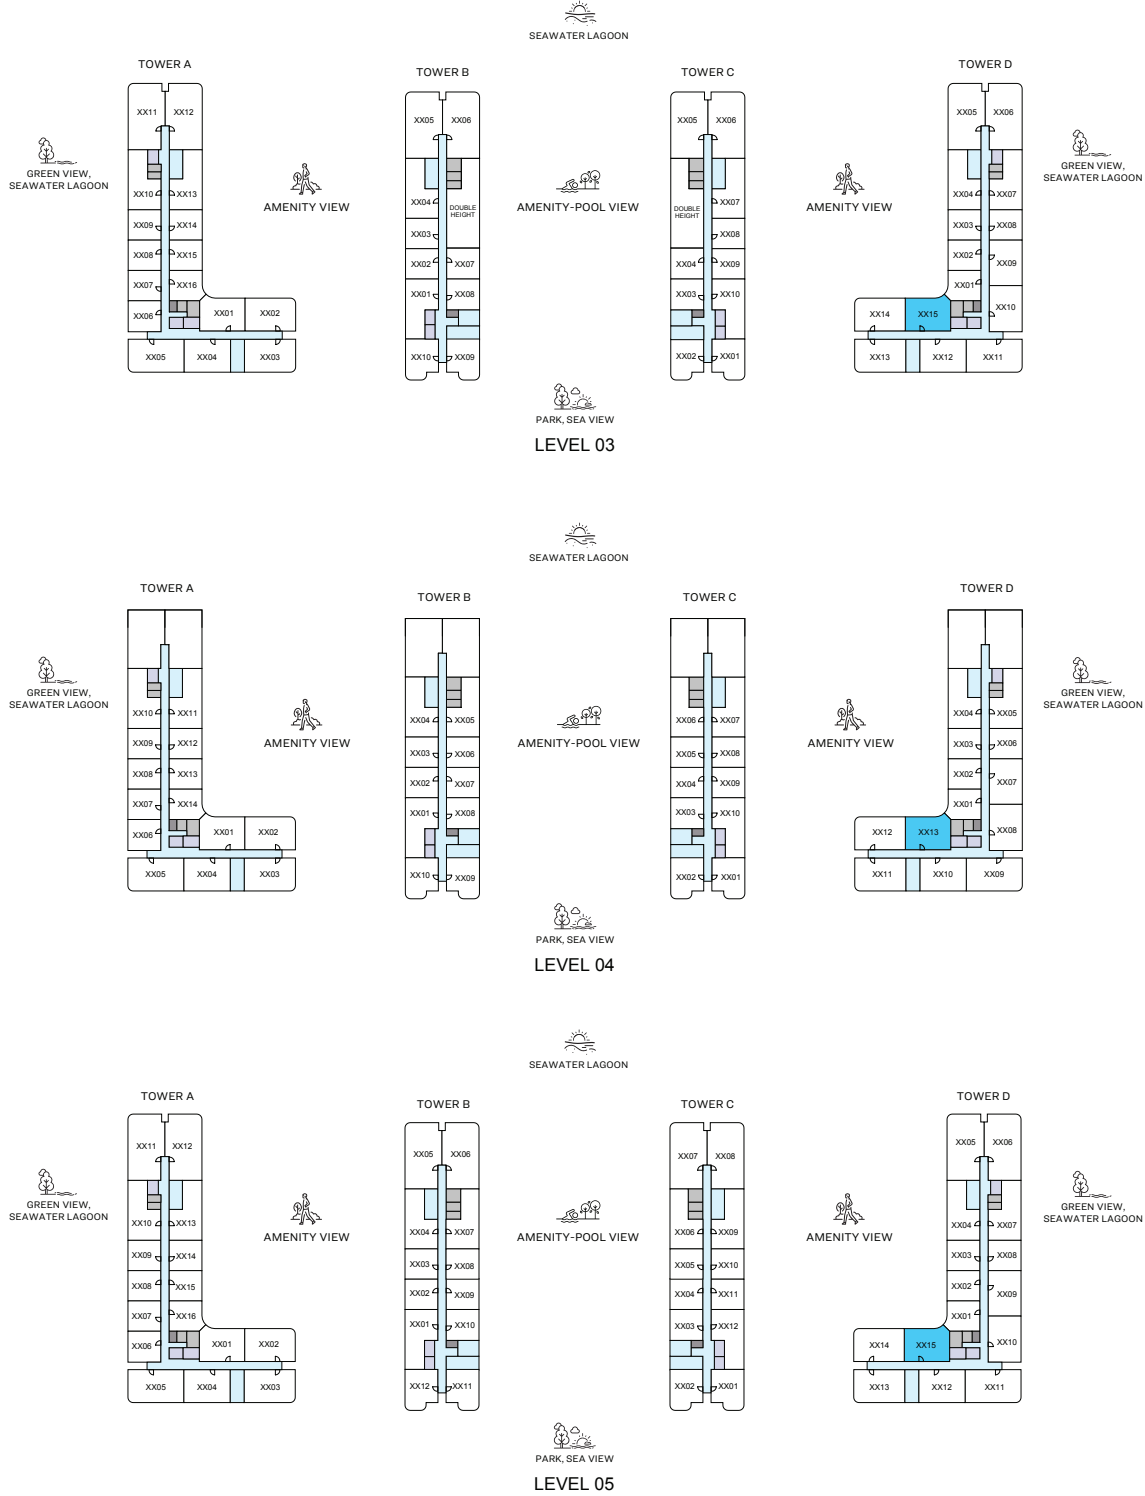 SEAWATER LAGOON
TOWER A
TOWER B
TOWER C
TOWER D
XX11 XX12
XX05 XX06
XX05 XX06
XX05 XX06
GREEN VIEW,
SEAWATER LAGOON
AMENITY VIEW
AMENITY-POOL VIEW
AMENITY VIEW
GREEN VIEW,
SEAWATER LAGOON
XX10 XX13
XX04
DOUBLE
HEIGHT
DOUBLE
HEIGHT
XX07
XX04 XX07
XX09 XX14
XX03
XX08
XX03 XX08
XX08 XX15
XX02 XX07
XX04 XX09
XX02 XX09
XX07 XX16
XX01 XX08
XX03 XX10
XX01
XX10
XX06
XX01 XX02
XX14 XX15
XX05 XX04 XX03
XX10 XX09
XX02 XX01
XX13 XX12 XX11
PARK, SEA VIEW
LEVEL 03
SEAWATER LAGOON
TOWER A
TOWER B
TOWER C
TOWER D
GREEN VIEW,
SEAWATER LAGOON
AMENITY VIEW
AMENITY-POOL VIEW
AMENITY VIEW
GREEN VIEW,
SEAWATER LAGOON
XX10 XX11
XX04 XX05
XX06 XX07
XX04 XX05
XX09 XX12
XX03 XX06
XX05 XX08
XX03 XX06
XX08 XX13
XX02 XX07
XX04 XX09
XX02 XX07
XX07 XX14
XX01 XX08
XX03 XX10
XX01
XX08
XX06
XX01 XX02
XX12 XX13
XX05 XX04 XX03
XX10 XX09
XX02 XX01
XX11 XX10 XX09
PARK, SEA VIEW
LEVEL 04
SEAWATER LAGOON
TOWER A
TOWER B
TOWER C
TOWER D
XX11 XX12
XX05 XX06
XX07 XX08
XX05 XX06
GREEN VIEW,
SEAWATER LAGOON
AMENITY VIEW
AMENITY-POOL VIEW
AMENITY VIEW
GREEN VIEW,
SEAWATER LAGOON
XX10 XX13
XX04 XX07
XX06 XX09
XX04 XX07
XX09 XX14
XX03 XX08
XX05 XX10
XX03 XX08
XX08 XX15
XX02 XX09
XX04 XX11
XX02 XX09
XX07 XX16
XX01 XX10
XX03 XX12
XX01
XX10
XX06
XX01 XX02
XX14 XX15
XX05 XX04 XX03
XX12 XX11
XX02 XX01
XX13 XX12 XX11
PARK, SEA VIEW
LEVEL 05